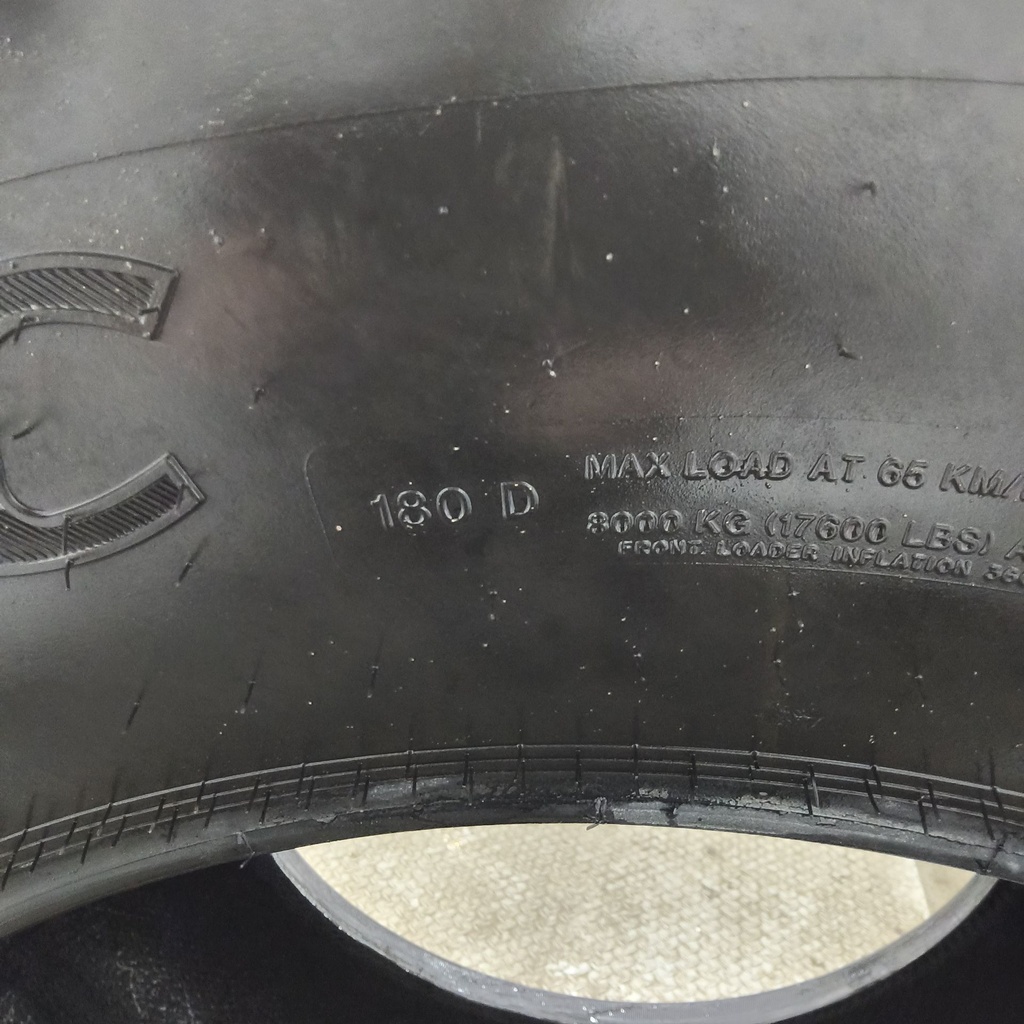 C
180 D
MAX LOAD AT 65 KM/
8000 KG (17600 LBS) A
FRONT LOADER INFLATION